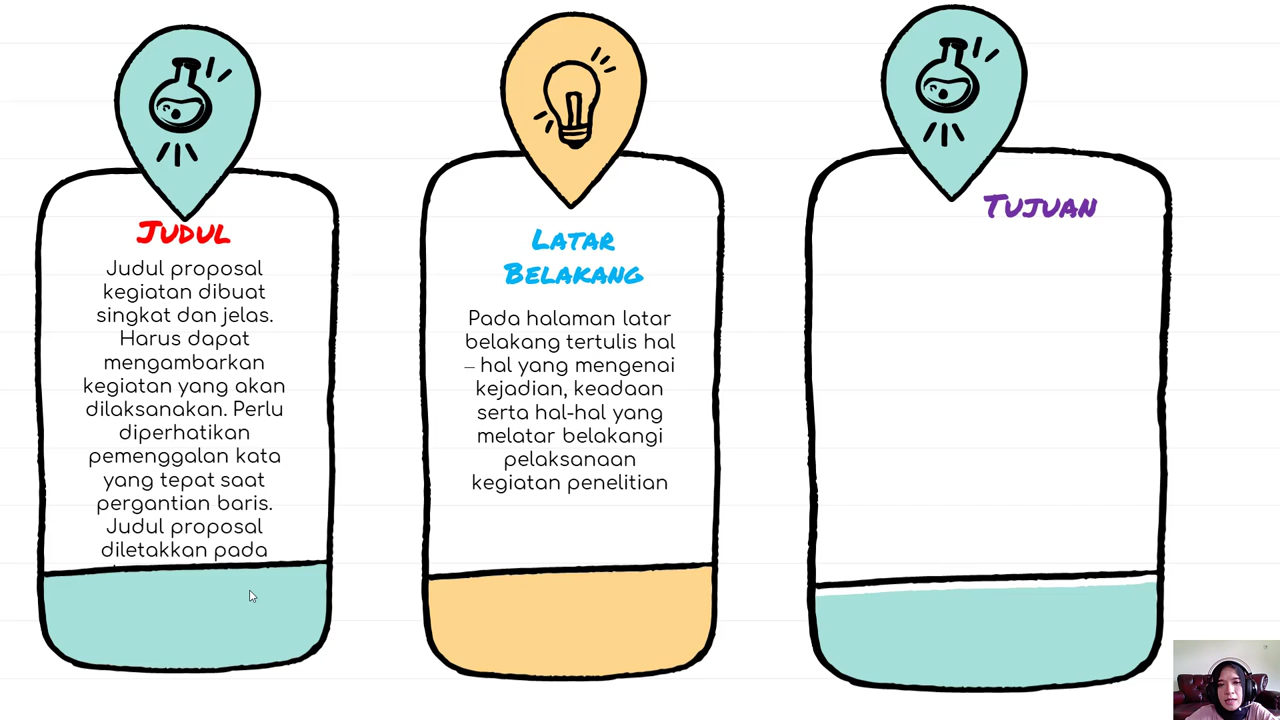 Judul
Judul proposal
kegiatan dibuat
singkat dan jelas.
Harus dapat
mengambarkan
kegiatan yang akan
dilaksanakan. Perlu
diperhatikan
pemenggalan kata
yang tepat saat
pergantian baris.
Judul proposal
diletakkan pada
Latar
Belakang
Pada halaman latar
belakang tertulis hal
– hal yang mengenai
kejadian, keadaan
serta hal-hal yang
melatar belakangi
pelaksanaan
kegiatan penelitian
Tujuan